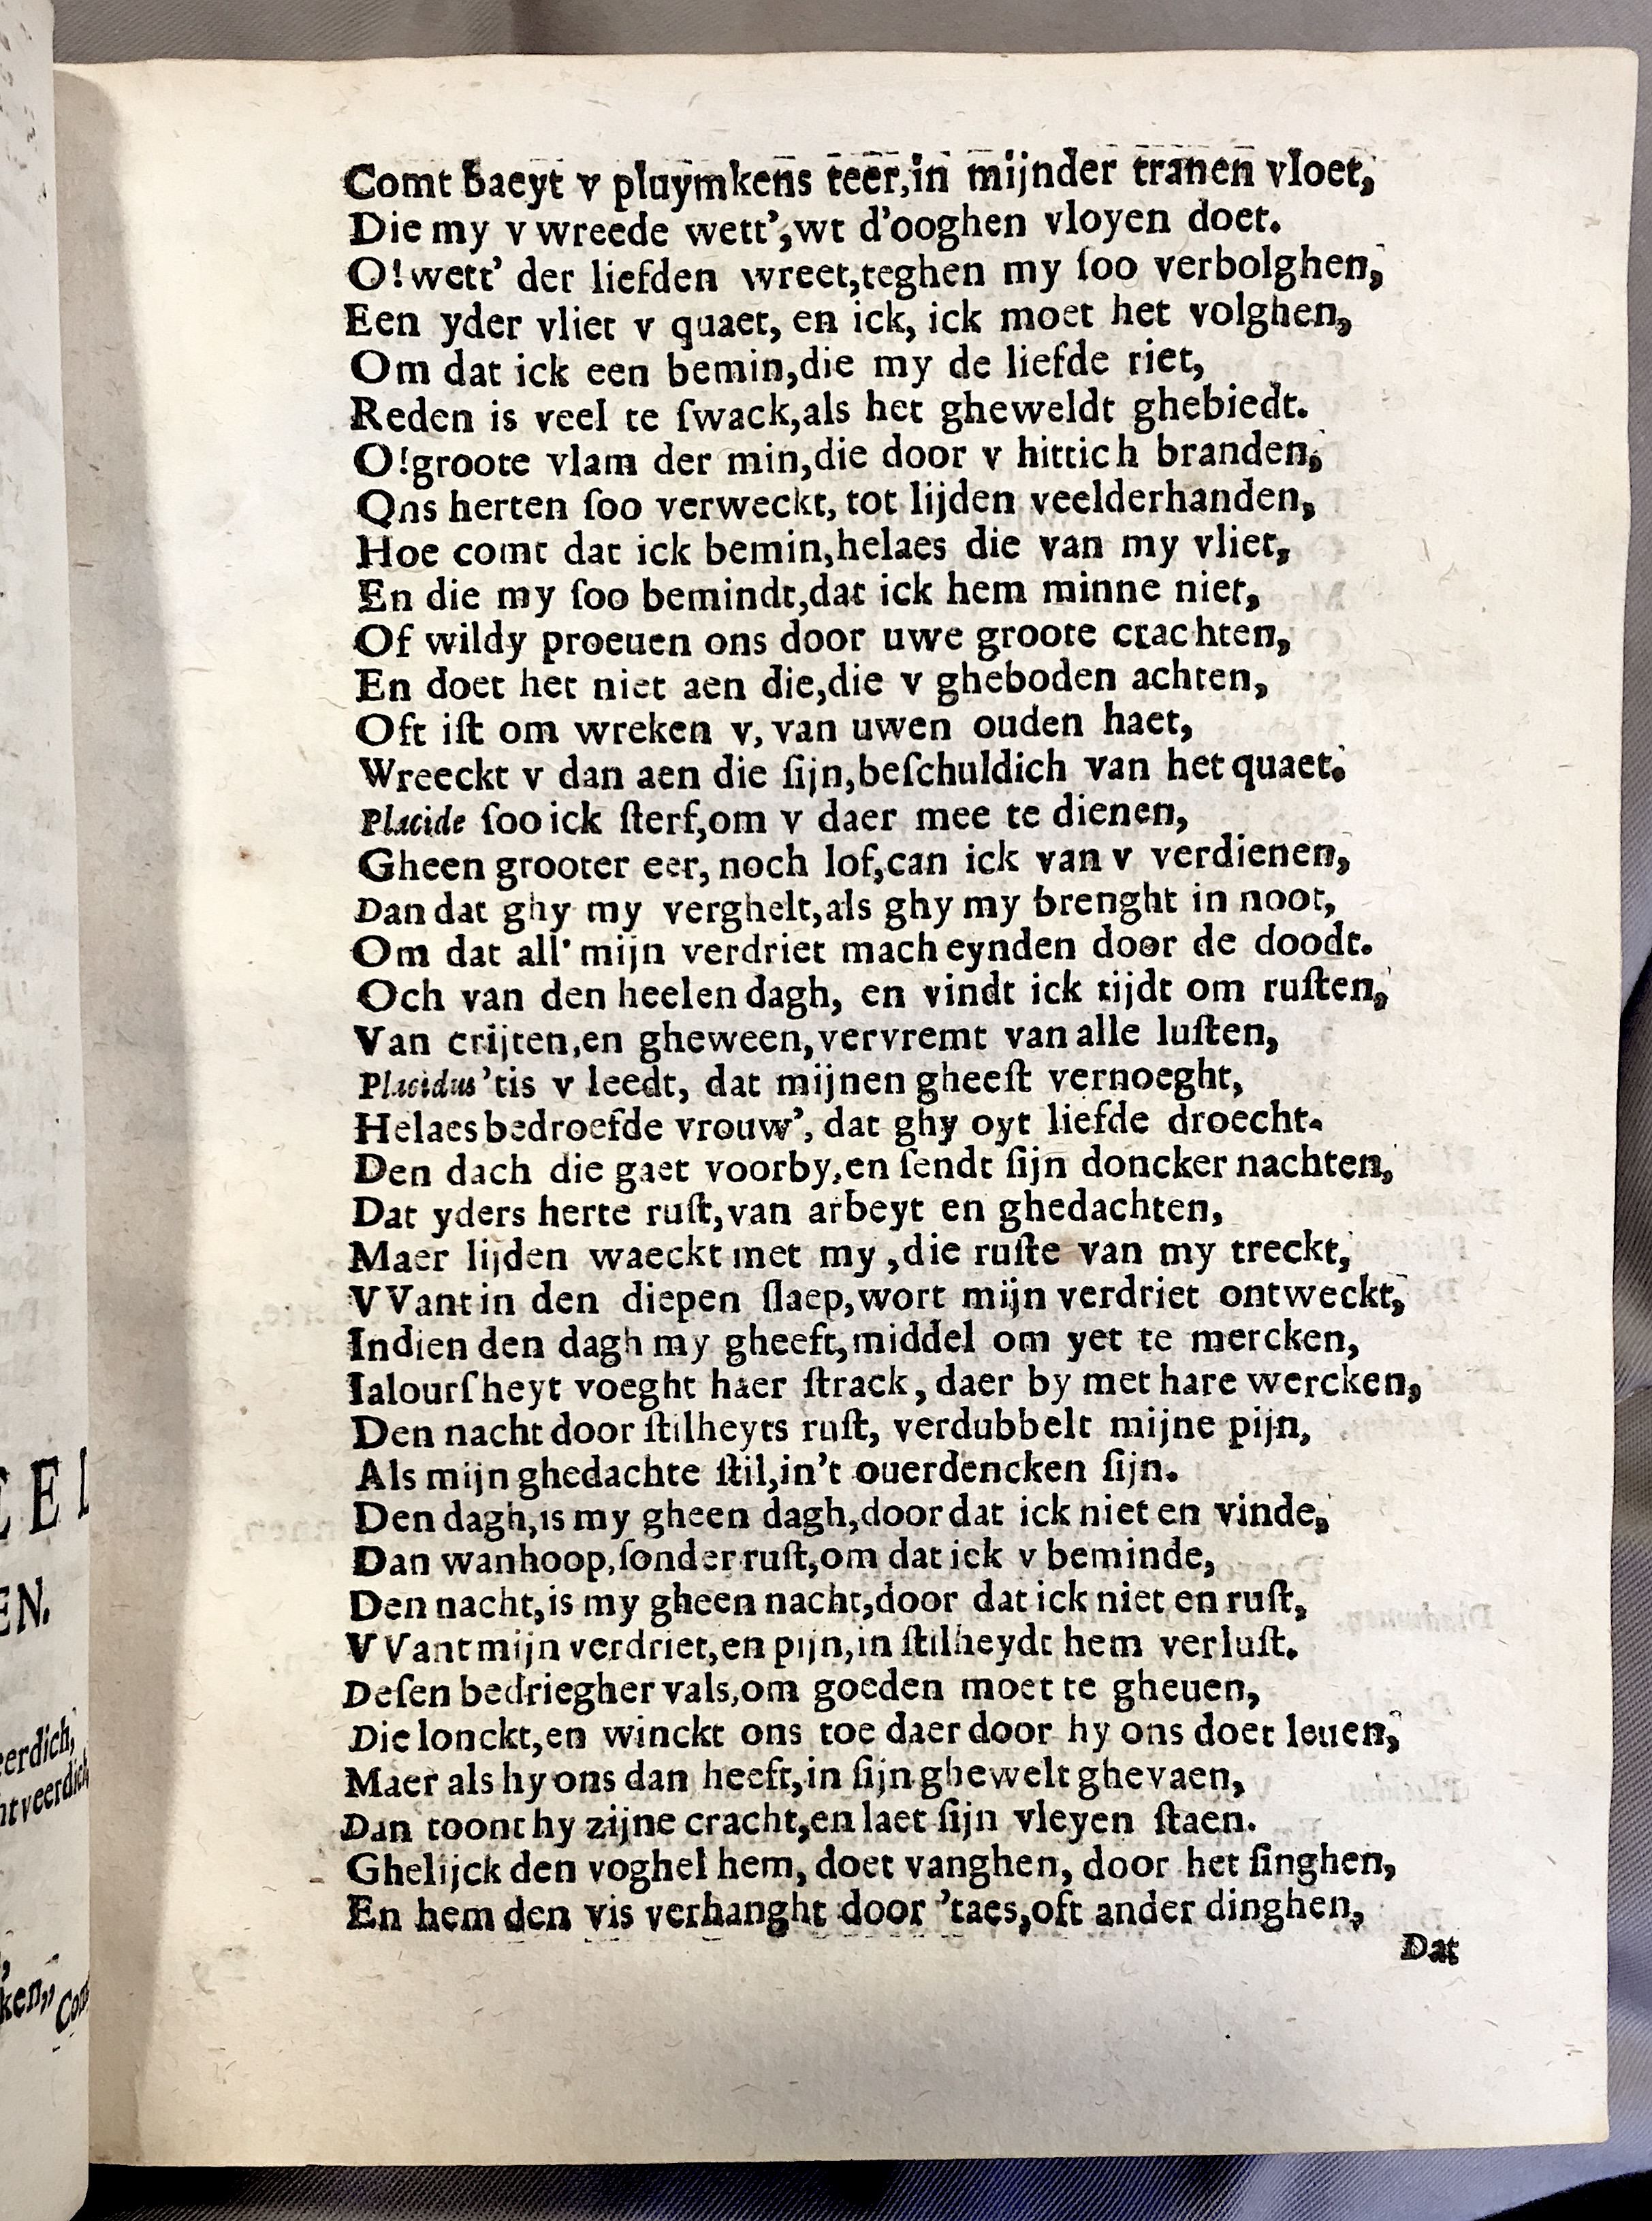 Comt baeyt v pluymkens teer,in mijnder tranen vloet,
Die my v wreede wett',wt d'ooghen vloyen doet.
O!wett' der liefden wreet,teghen my ſoo verbolghen,
Een yder vliet v quaet, en ick, ick moet het volghen,
Om dat ick een bemin,die my de liefde riet,
Reden is veel te ſwack,als het gheweldt ghebiedt.
O!groote vlam der min,die door v hittich branden,
Ons herten ſoo verweckt, tot lijden veelderhanden,
Hoe comt dat ick bemin,helaes die van my vliet,
En die my ſoo bemindt,dat ick hem minne niet,
Of wildy proeuen ons door uwe groote crachten,
En doet het niet aen die,die v gheboden achten,
Oft iſt om wreken v, van uwen ouden haet,
Wreeckt v dan aen die ſijn,beſchuldich van het quaet.
Placide ſoo ick ſterf,om v daer mee te dienen,
Gheen grooter eer, noch lof,can ick van v verdienen,
Dan dat ghy my verghelt,als ghy my brenght in noot,
Om dat all' mijn verdriet mach eynden door de doodt.
Och van den heelen dagh, en vindt ick tijdt om ruſten,
Van crijten,en gheween,vervremt van alle luſten,
Placidus 'tis v leedt, dat mijnen gheeſt vernoeght,
Helaes bedroefde vrouw', dat ghy oyt liefde droecht.
Den dach die gaet voorby,en ſendt ſijn doncker nachten,
Dat yders herte ruſt,van arbeyt en ghedachten,
Maer lijden waeckt met my ,die ruſte van my treckt,
VVant in den diepen ſlaep,wort mijn verdriet ontweckt,
Indien den dagh my gheeft,middel om yet te mercken,
Ialourſheyt voeght haer ſtrack, daer by met hare wercken,
Den nacht door ſtilheyts ruſt, verdubbelt mijne pijn,
Als mijn ghedachte ſtil,in't ouerdencken ſijn.
Den dagh,is my gheen dagh,door dat ick niet en vinde,
Dan wanhoop,ſonder ruſt,om dat ick v beminde,
Den nacht,is my gheen nacht,door dat ick niet en ruſt,
VVant mijn verdriet,en pijn,in ſtilheydt hem verluſt.
Deſen bedriegher vals,om goeden moet te gheuen,
Die lonckt,en winckt ons toe daer door hy ons doet leuen,
Maer als hy ons dan heeft,in ſijn ghewelt ghevaen,
Dan toont hy zijne cracht,en laet ſijn vleyen ſtaen.
Ghelijck den voghel hem, doet vanghen, door het ſinghen,
En hem den vis verhanght door 'taes,oft ander dinghen,
Dat